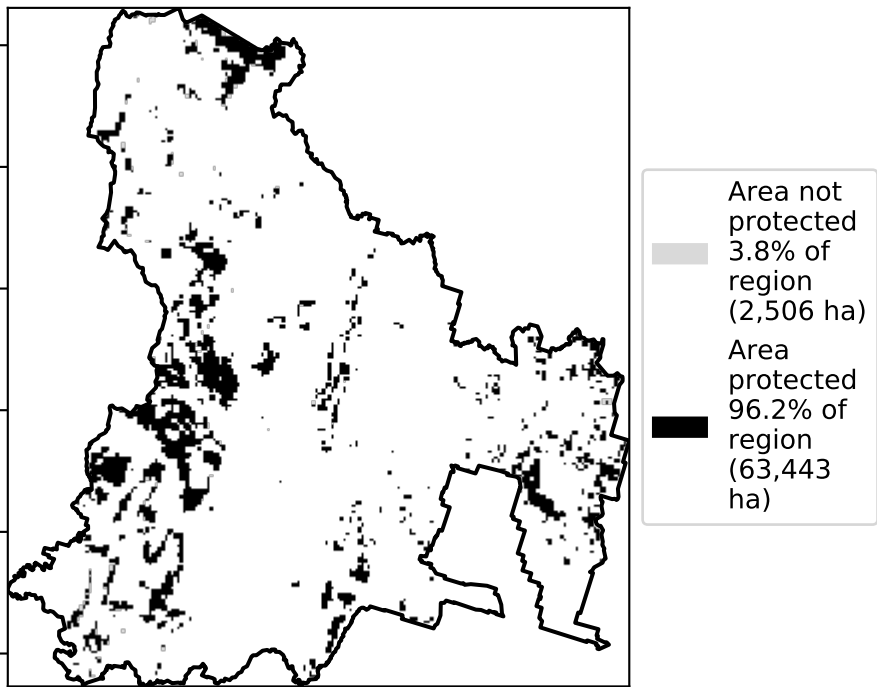 Area not
protected
3.8% of
region
(2,506 ha)
Area
protected
96.2% of
region
(63,443
ha)